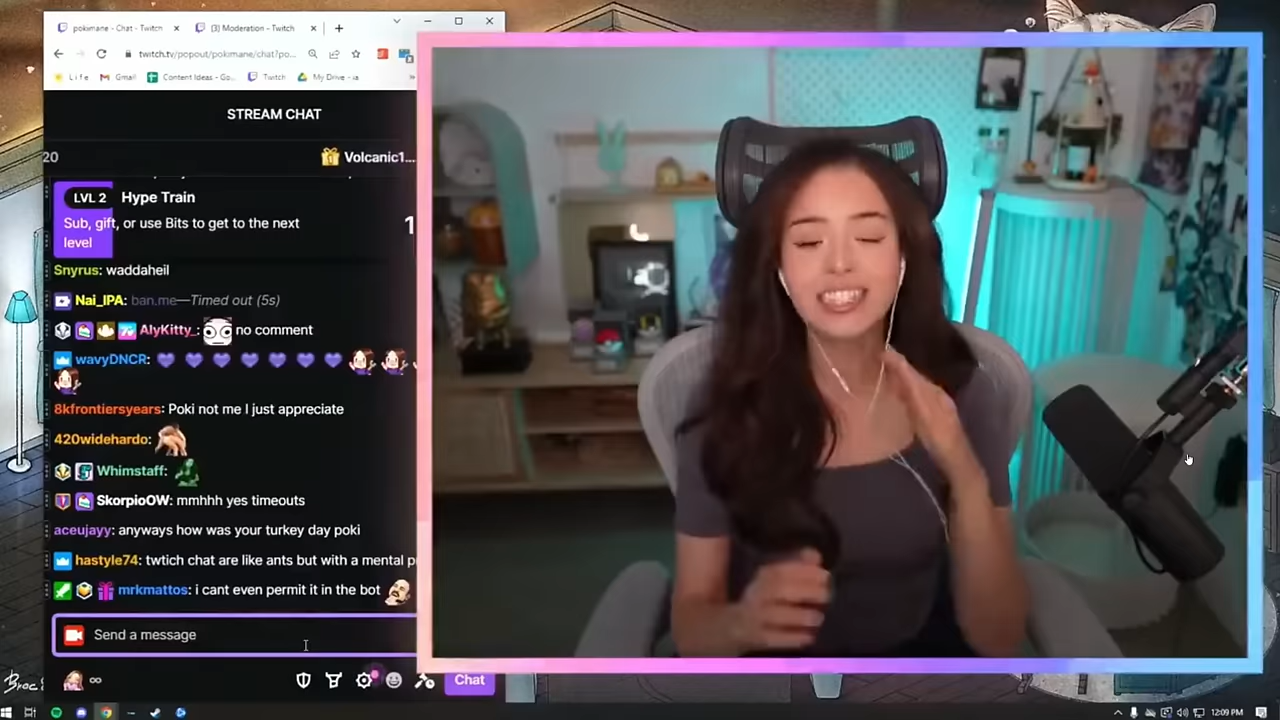 pokimane - Chat - Twitch
(3) Moderation - Twitch
twitch.tv/popout/pokimane/chat?po...
Life
Gmail
Content Ideas - Go...
Twitch
My Drive -
STREAM CHAT
20
Volcanic1...
LVL 2 Hype Train
Sub, gift, or use Bits to get to the next
level
1
Snyrus: waddaheil
Nai_IPA: ban.me—Timed out (5s)
AlyKitty_: no comment
wavyDNCR:
8kfrontiersyears: Poki not me I just appreciate
420widehardo:
Whimstaff:
SkorpioOW: mmhhh yes timeouts
aceujayy: anyways how was your turkey day poki
hastyle74: twtich chat are like ants but with a mental p
mrkmattos: i cant even permit it in the bot
Send a message
Chat
12:09 PM